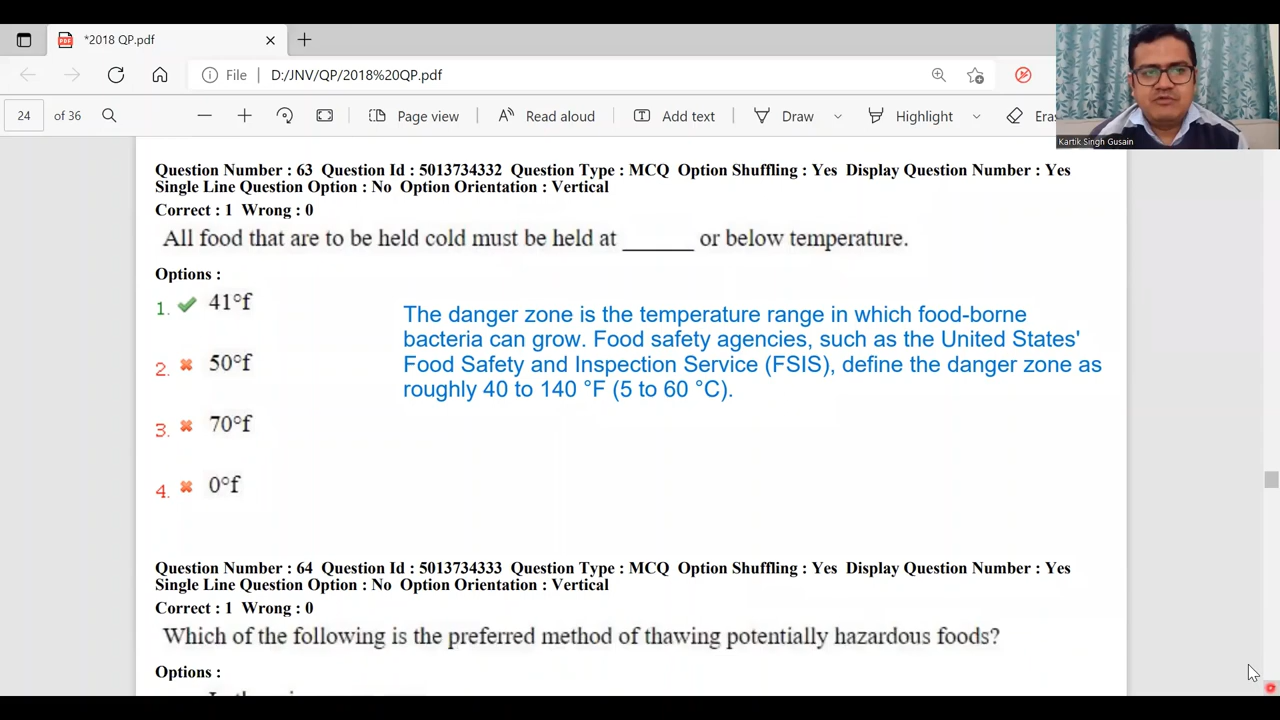 *2018 QP.pdf
File D:/JNV/QP/2018%20QP.pdf
24 of 36 Page view Read aloud Add text Draw Highlight Eras
Kartik Singh Gusain
Question Number : 63 Question Id : 5013734332 Question Type : MCQ Option Shuffling : Yes Display Question Number : Yes
Single Line Question Option : No Option Orientation : Vertical
Correct : 1 Wrong : 0
All food that are to be held cold must be held at ______ or below temperature.
Options :
1. 41°f
2. 50°f
3. 70°f
4. 0°f
The danger zone is the temperature range in which food-borne
bacteria can grow. Food safety agencies, such as the United States'
Food Safety and Inspection Service (FSIS), define the danger zone as
roughly 40 to 140 °F (5 to 60 °C).
Question Number : 64 Question Id : 5013734333 Question Type : MCQ Option Shuffling : Yes Display Question Number : Yes
Single Line Question Option : No Option Orientation : Vertical
Correct : 1 Wrong : 0
Which of the following is the preferred method of thawing potentially hazardous foods?
Options :